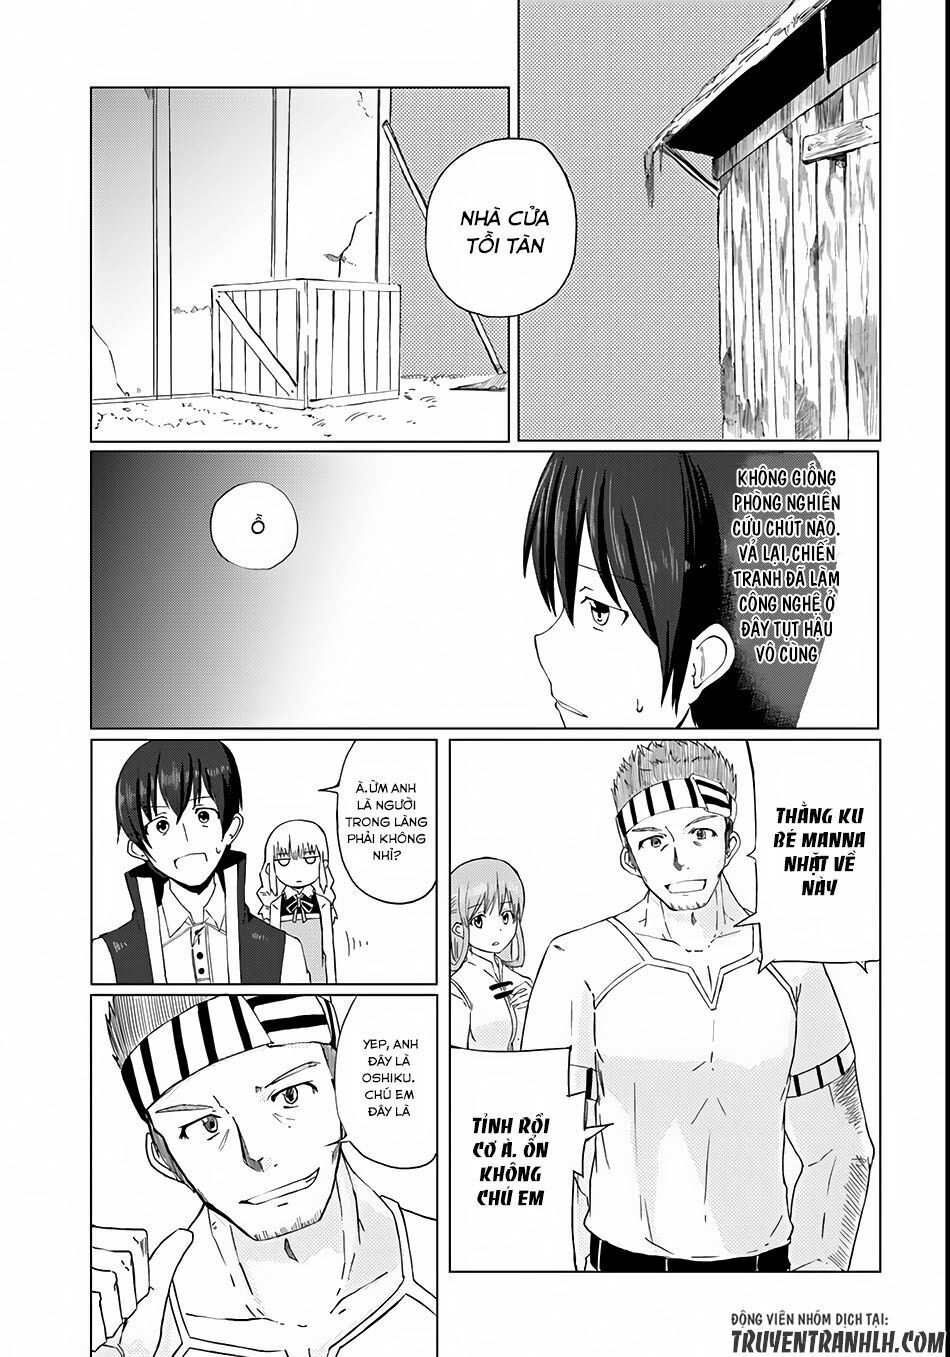 NHÀ CỬA
TỒI TÀN
KHÔNG GIỐNG
PHÒNG NGHIÊN
CỨU CHÚT NÀO.
VẢ LẠI,CHIẾN
TRANH ĐÃ LÀM
CÔNG NGHỆ Ở
ĐÂY TỤT HẬU
VÔ CÙNG
Ồ
THẰNG KU
BÉ MANNA
NHẶT VỀ
NÀY
TỈNH RỒI
CƠ À. ỔN
KHÔNG
CHÚ EM
À.ỪM ANH
LÀ NGƯỜI
TRONG LÀNG
PHẢI KHÔNG
NHỈ?
YEP, ANH
ĐÂY LÀ
OSHIKU.
CHÚ EM
ĐÂY LÀ
ĐỘNG VIÊN NHÓM DỊCH TẠI:
TRUYENTRANHLH.COM